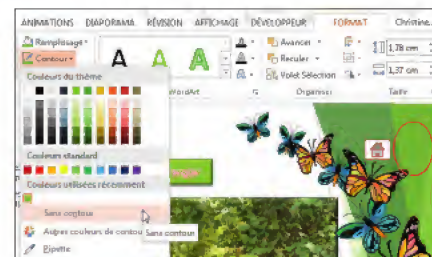 ANIMATIONS DIAPORAMA RÉVISION AFFICHAGE DÉVELOPPEUR FORMAT Christine...
Remplissage
Contour
A A A
Avancer
Reculer
Volet Sélection
1,78 cm
1,37 cm
WordArt
Organiser
Taille
Couleurs du thème
Couleurs standard
Couleurs utilisées récemment
Sans contour
Autres couleurs de contour
Sans contour
Pipette